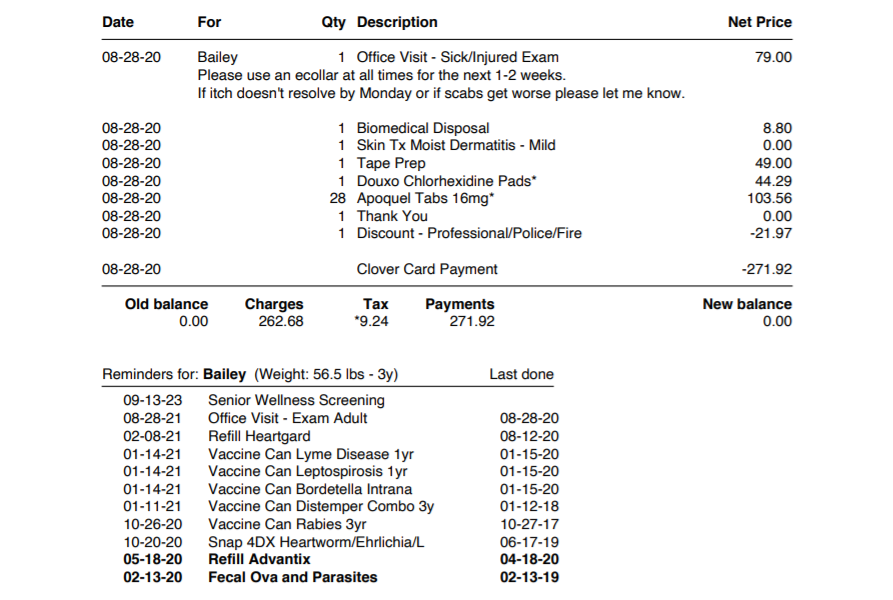 Date For Qty Description Net Price
08-28-20 Bailey 1 Office Visit - Sick/Injured Exam 79.00
Please use an ecollar at all times for the next 1-2 weeks.
If itch doesn't resolve by Monday or if scabs get worse please let me know.
08-28-20 1 Biomedical Disposal 8.80
08-28-20 1 Skin Tx Moist Dermatitis - Mild 0.00
08-28-20 1 Tape Prep 49.00
08-28-20 1 Douxo Chlorhexidine Pads* 44.29
08-28-20 28 Apoquel Tabs 16mg* 103.56
08-28-20 1 Thank You 0.00
08-28-20 1 Discount - Professional/Police/Fire -21.97
08-28-20 Clover Card Payment -271.92
Old balance Charges Tax Payments New balance
0.00 262.68 *9.24 271.92 0.00
Reminders for: Bailey (Weight: 56.5 lbs - 3y) Last done
09-13-23 Senior Wellness Screening
08-28-21 Office Visit - Exam Adult 08-28-20
02-08-21 Refill Heartgard 08-12-20
01-14-21 Vaccine Can Lyme Disease 1yr 01-15-20
01-14-21 Vaccine Can Leptospirosis 1yr 01-15-20
01-14-21 Vaccine Can Bordetella Intrana 01-15-20
01-11-21 Vaccine Can Distemper Combo 3y 01-12-18
10-26-20 Vaccine Can Rabies 3yr 10-27-17
10-20-20 Snap 4DX Heartworm/Ehrlichia/L 06-17-19
05-18-20 Refill Advantix 04-18-20
02-13-20 Fecal Ova and Parasites 02-13-19